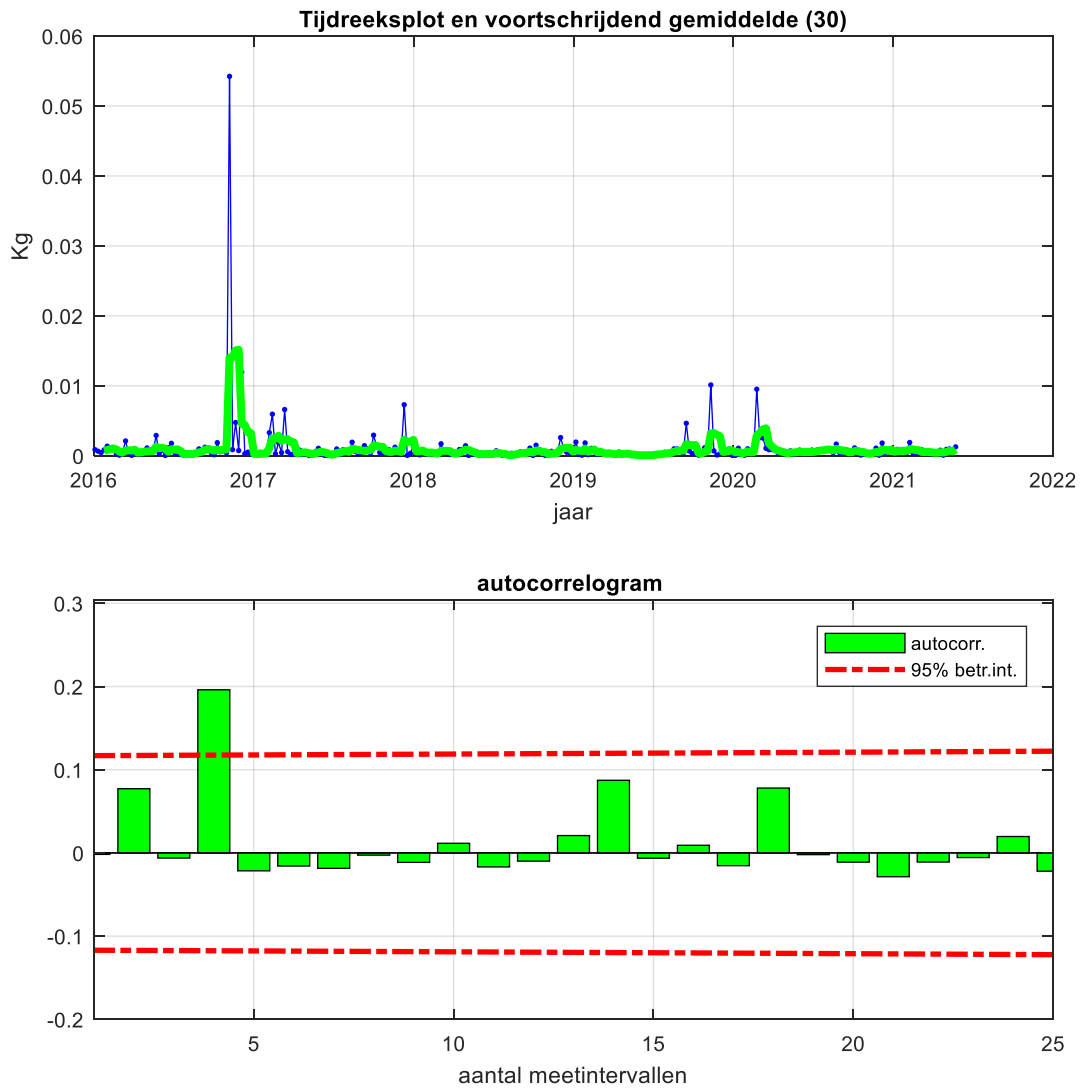 Tijdreeksplot en voortschrijdend gemiddelde (30)
0.06
0.05
0.04
0.03
0.02
0.01
0
Kg
2016 2017 2018 2019 2020 2021 2022
jaar
autocorrelogram
0.3
0.2
0.1
0
-0.1
-0.2
autocorr.
95% betr.int.
5 10 15 20 25
aantal meetintervallen